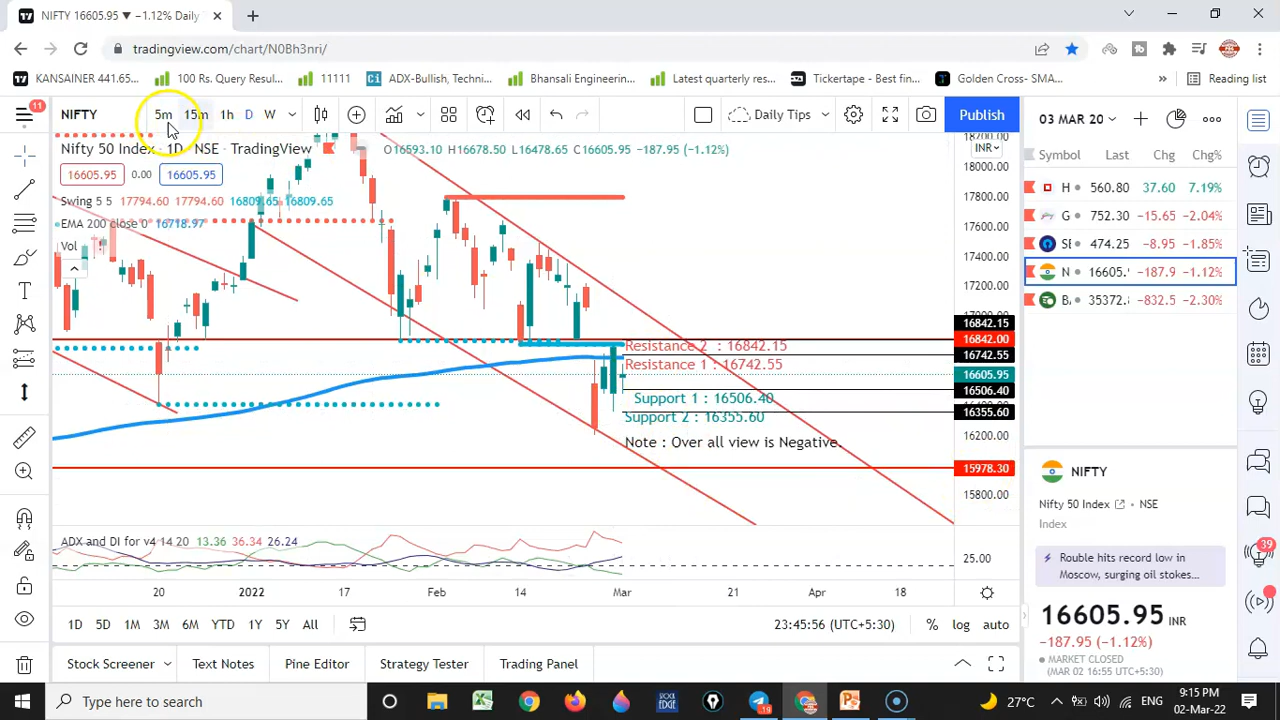 NIFTY 16605.95 ▼ −1.12% Daily T
tradingview.com/chart/N0Bh3nri/
KANSAINER 441.65... 100 Rs. Query Resul... 11111 ADX-Bullish, Techni... Bhansali Engineerin... Latest quarterly res... Tickertape - Best fin... Golden Cross- SMA... » Reading list
11 NIFTY 5m 15m 1h D W Daily Tips Publish 03 MAR 20
Nifty 50 Index · 1D · NSE · TradingView O16593.10 H16678.50 L16478.65 C16605.95 −187.95 (−1.12%)
INR
16605.95 0.00 16605.95
Swing 5 5 17794.60 17794.60 16809.65 16809.65
EMA 200 close 0 16718.97
Vol
18700.00
18000.00
17800.00
17600.00
17400.00
17200.00
17000.00
16842.15
16842.00
16742.55
16605.95
16506.40
16355.60
16200.00
15978.30
15800.00
Resistance 2 : 16842.15
Resistance 1 : 16742.55
Support 1 : 16506.40
Support 2 : 16355.60
Note : Over all view is Negative.
ADX and DI for v4 14 20 13.36 36.34 26.24
25.00
20 2022 17 Feb 14 Mar 21 Apr 18
1D 5D 1M 3M 6M YTD 1Y 5Y All 23:45:56 (UTC+5:30) % log auto
Stock Screener Text Notes Pine Editor Strategy Tester Trading Panel
Symbol Last Chg Chg%
H 560.80 37.60 7.19%
G 752.30 −15.65 −2.04%
SE 474.25 −8.95 −1.85%
N 16605. −187.9 −1.12%
B. 35372.8 −832.5 −2.30%
NIFTY
Nifty 50 Index NSE
Index
Rouble hits record low in
Moscow, surging oil stokes...
16605.95 INR
−187.95 (−1.12%)
MARKET CLOSED
(MAR 02 16:55 UTC+5:30)
39
Type here to search
19
27°C
ENG
9:15 PM
02-Mar-22